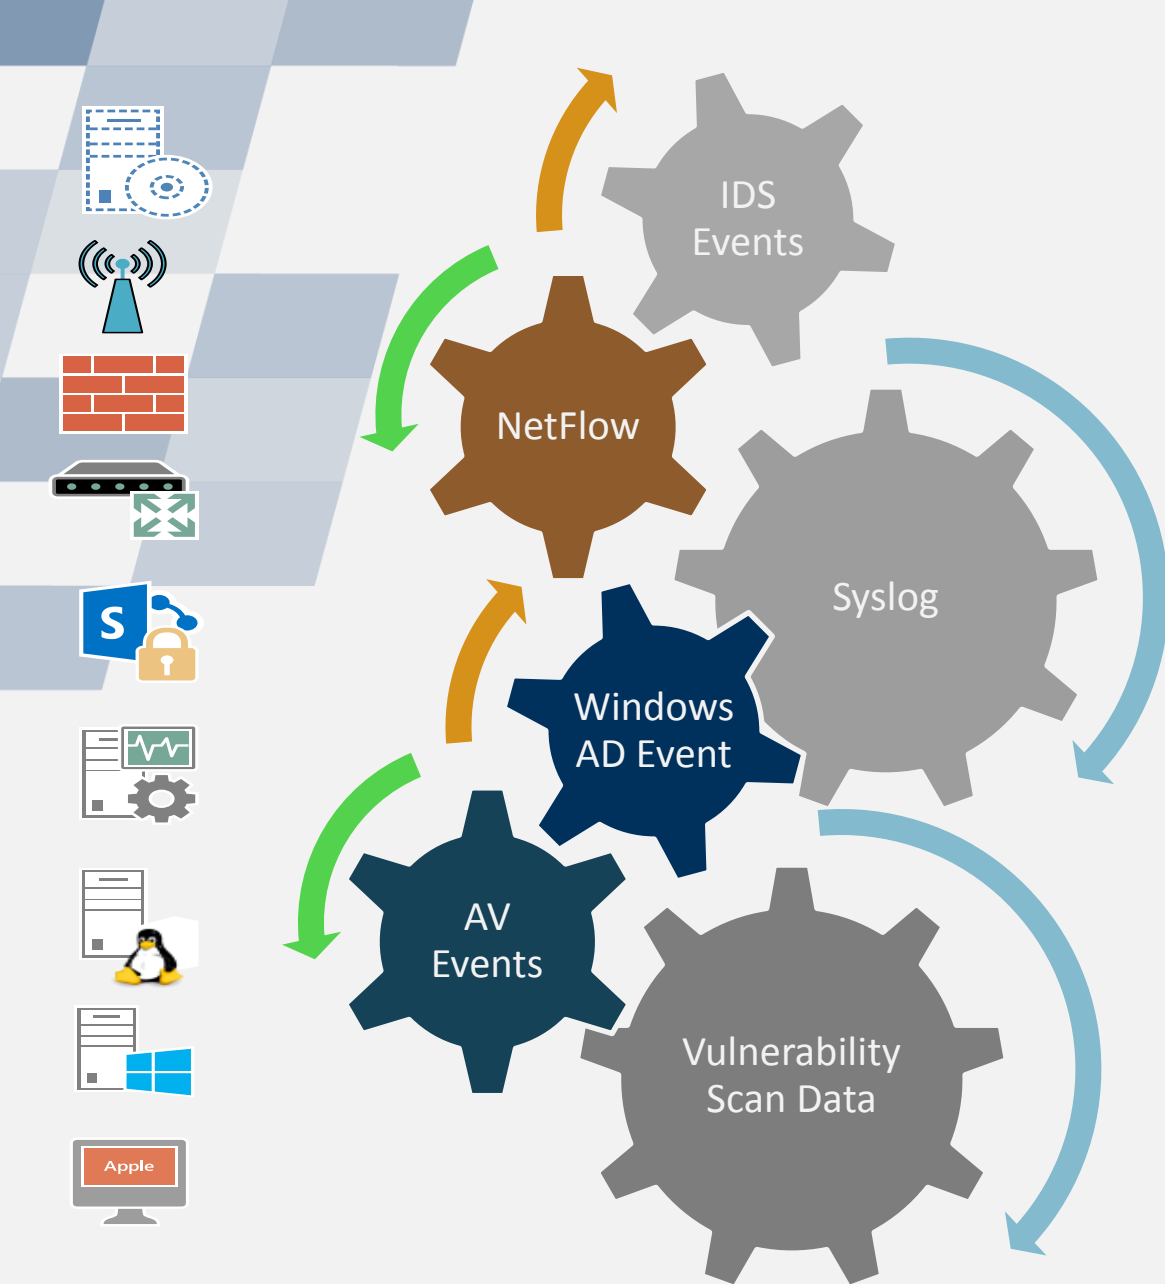 IDS
Events
NetFlow
Syslog
S
Windows
AD Event
AV
Events
Vulnerability
Scan Data
Apple